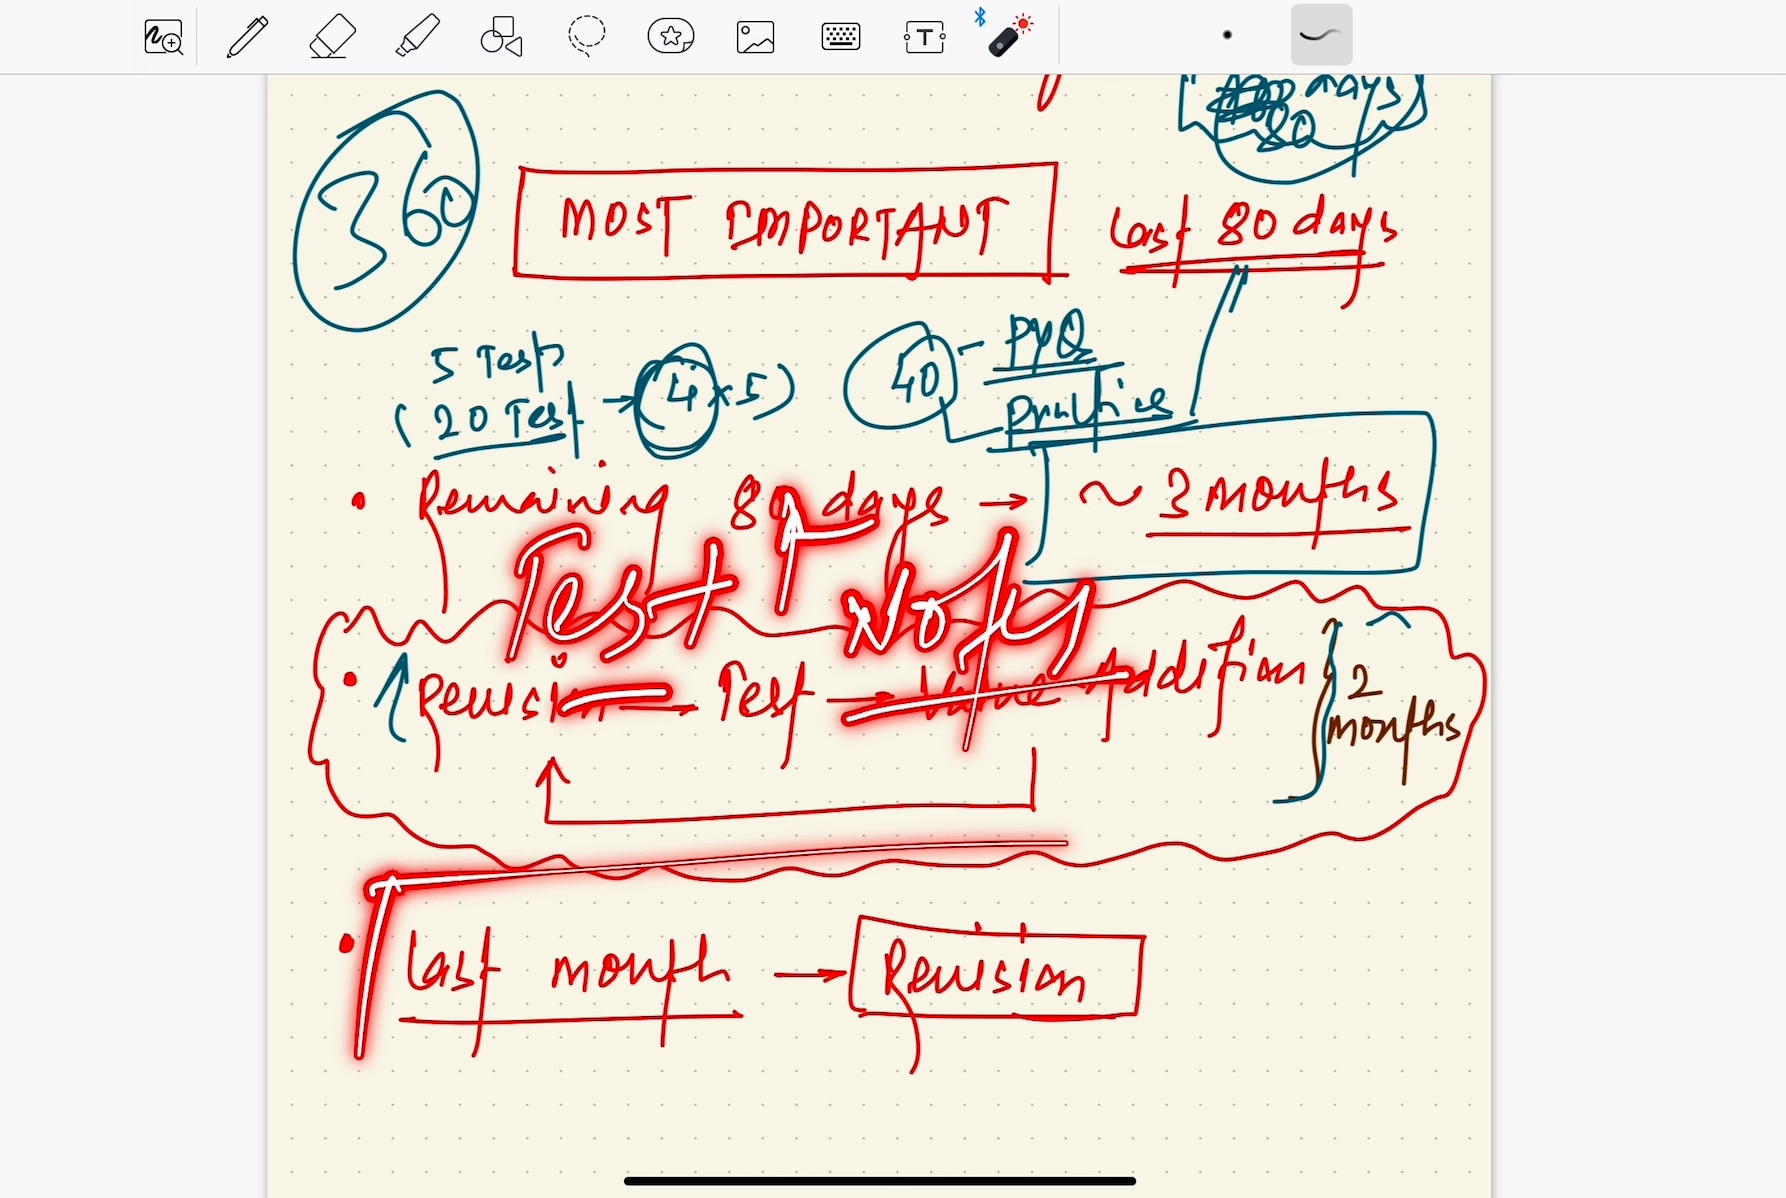 days
80
360
MOST IMPORTANT
last 80 days
5 Test
(20 Test → 4 × 5)
40 - PYQ
Practice
• Remaining 80 days → ~ 3 months
Test Notes
• Revision → Test → Value Addition } 2 months
• last month → Revision
T